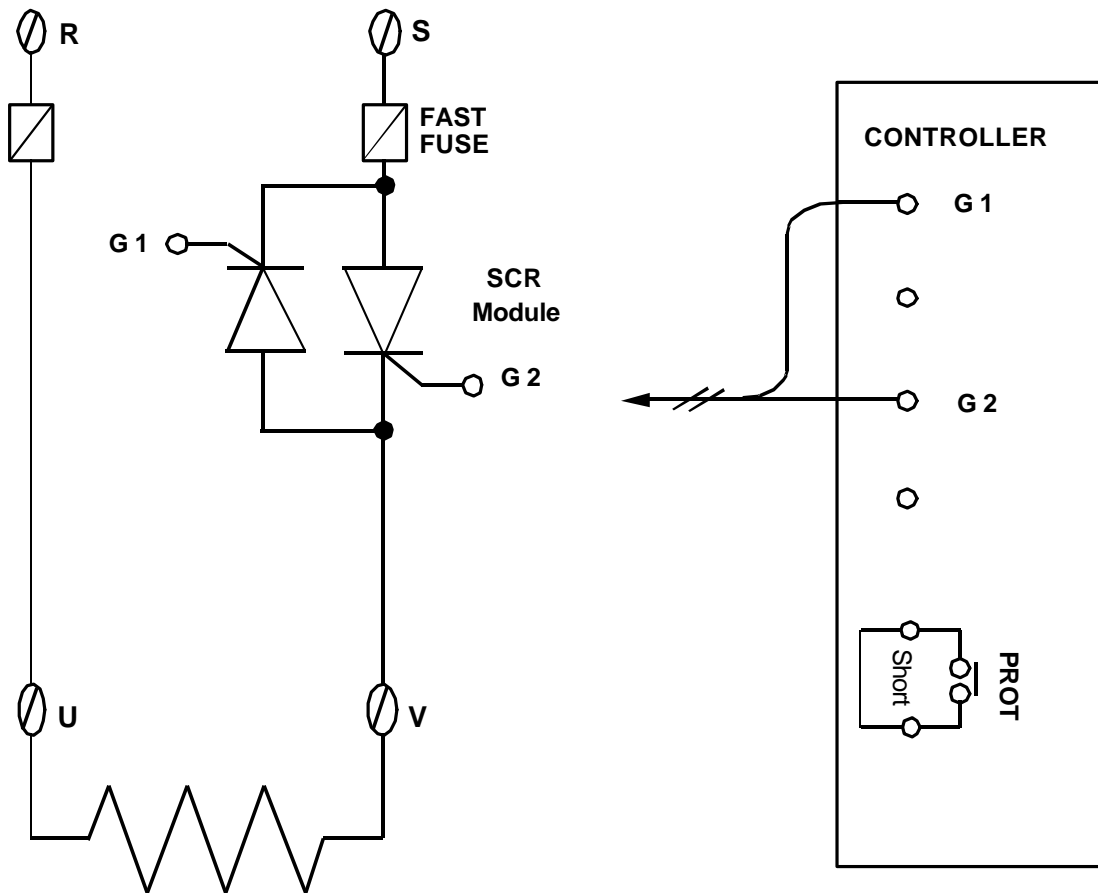 R
S
FAST
FUSE
CONTROLLER
G 1
G 1
SCR
Module
G 2
G 2
Short
PROT
U
V